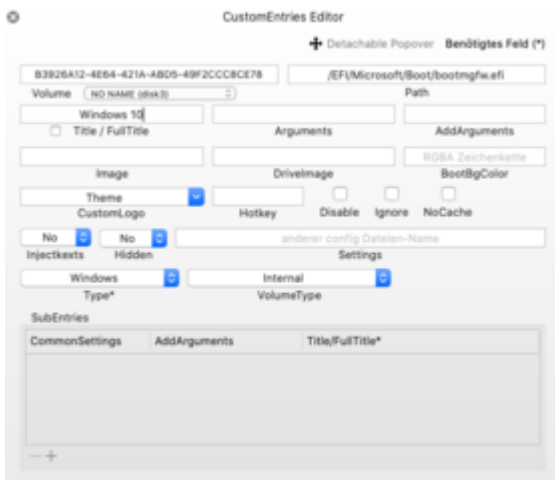 CustomEntries Editor
Detachable Popover Benötigtes Feld (*)
B3926A12-4E64-421A-ABD5-49F2CCC8CE78 /EFI/Microsoft/Boot/bootmgfw.efi
Volume NO NAME (disk3) Path
Windows 10
Title / FullTitle Arguments AddArguments
RGBA Zeichenkette
Image DriveImage BootBgColor
Theme
CustomLogo Hotkey Disable Ignore NoCache
No No anderer config Dateien-Name
Injectkexts Hidden Settings
Windows Internal
Type* VolumeType
SubEntries
CommonSettings AddArguments Title/FullTitle*